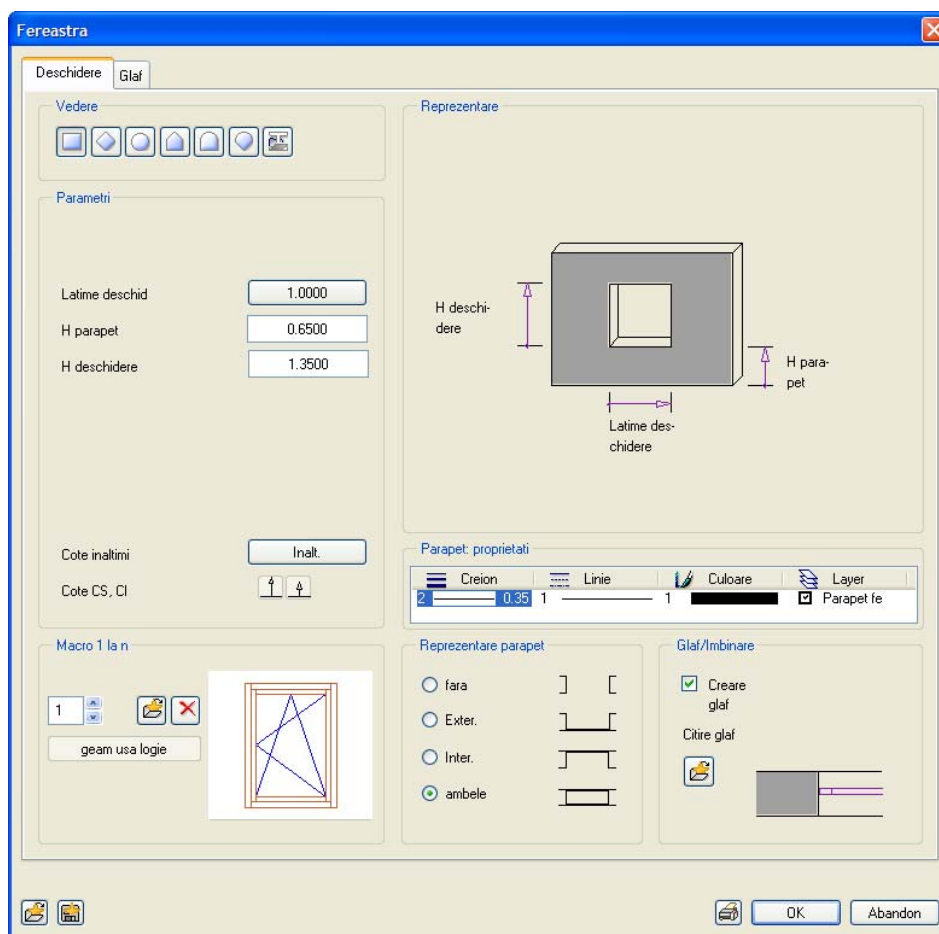 Fereastra
Deschidere Glaf
Vedere
Parametri
Latime deschid 1.0000
H parapet 0.6500
H deschidere 1.3500
Cote inaltimi Inalt.
Cote CS, CI
Macro 1 la n
1
geam usa logie
Reprezentare
H deschi-
dere
H para-
pet
Latime des-
chidere
Parapet: proprietati
Creion Linie Culoare Layer
2 0.35 1 1 Parapet fe
Reprezentare parapet
fara
Exter.
Inter.
ambele
Glaf/Imbinare
Creare
glaf
Citire glaf
OK Abandon